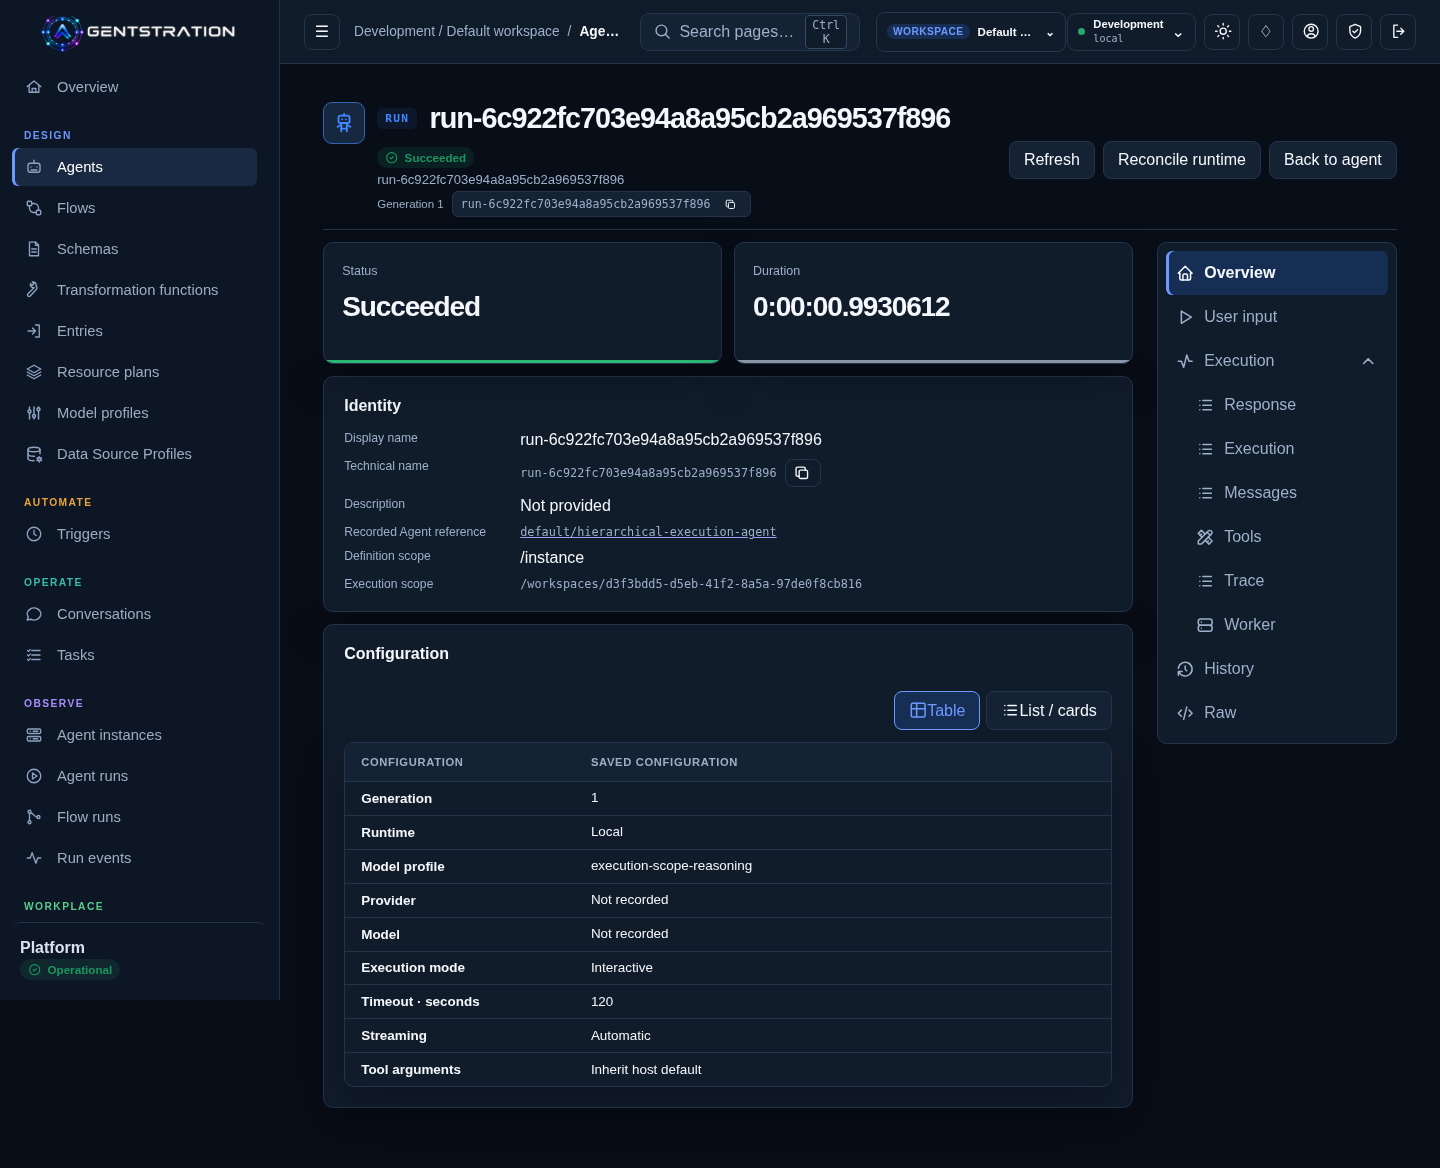 GENTSTRATION
Overview
DESIGN
Agents
Flows
Schemas
Transformation functions
Entries
Resource plans
Model profiles
Data Source Profiles
AUTOMATE
Triggers
OPERATE
Conversations
Tasks
OBSERVE
Agent instances
Agent runs
Flow runs
Run events
WORKPLACE
Platform
Operational
Development / Default workspace / Age…
Search pages…
Ctrl
K
WORKSPACE Default …
Development
local
RUN run-6c922fc703e94a8a95cb2a969537f896
Succeeded
run-6c922fc703e94a8a95cb2a969537f896
Generation 1 run-6c922fc703e94a8a95cb2a969537f896
Refresh
Reconcile runtime
Back to agent
Status
Succeeded
Duration
0:00:00.9930612
Identity
Display name run-6c922fc703e94a8a95cb2a969537f896
Technical name run-6c922fc703e94a8a95cb2a969537f896
Description Not provided
Recorded Agent reference default/hierarchical-execution-agent
Definition scope /instance
Execution scope /workspaces/d3f3bdd5-d5eb-41f2-8a5a-97de0f8cb816
Configuration
Table
List / cards
CONFIGURATION SAVED CONFIGURATION
Generation 1
Runtime Local
Model profile execution-scope-reasoning
Provider Not recorded
Model Not recorded
Execution mode Interactive
Timeout · seconds 120
Streaming Automatic
Tool arguments Inherit host default
Overview
User input
Execution
Response
Execution
Messages
Tools
Trace
Worker
History
Raw